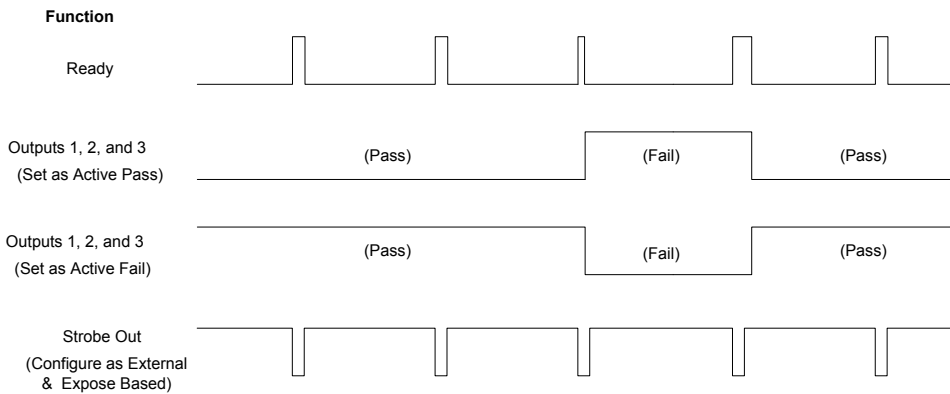 Function
Ready
Outputs 1, 2, and 3
(Set as Active Pass)
(Pass)
(Fail)
(Pass)
Outputs 1, 2, and 3
(Set as Active Fail)
(Pass)
(Fail)
(Pass)
Strobe Out
(Configure as External
& Expose Based)